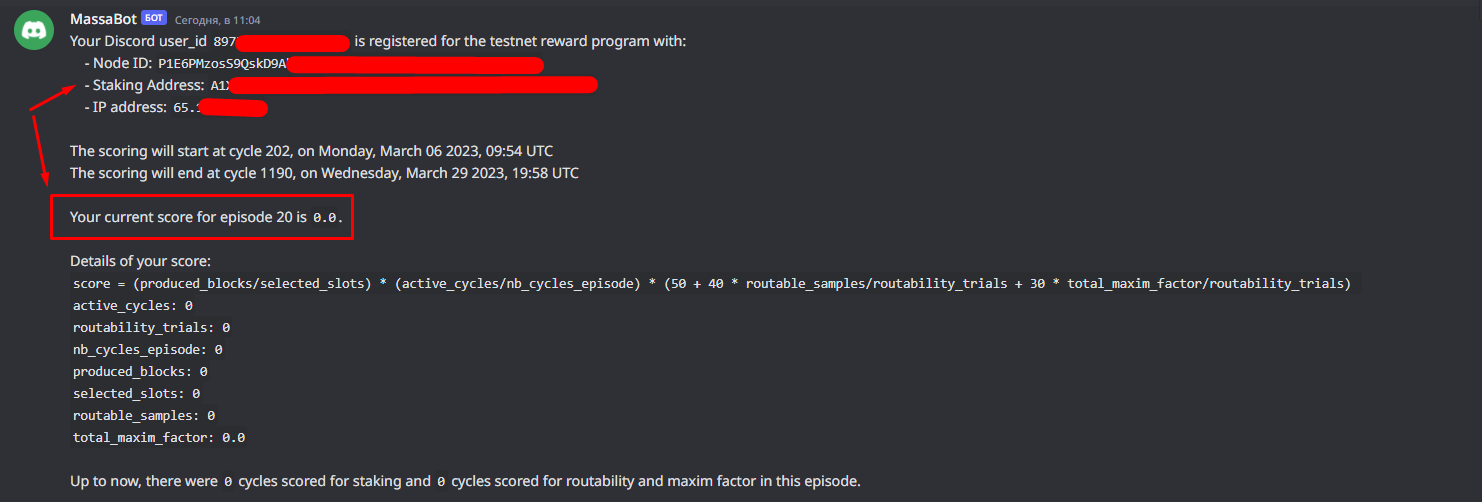 MassaBot БОТ Сегодня, в 11:04
Your Discord user_id 897 is registered for the testnet reward program with:
- Node ID: P1E6PMzosS9QskD9A
- Staking Address: A1X
- IP address: 65.1
The scoring will start at cycle 202, on Monday, March 06 2023, 09:54 UTC
The scoring will end at cycle 1190, on Wednesday, March 29 2023, 19:58 UTC
Your current score for episode 20 is 0.0.
Details of your score:
score = (produced_blocks/selected_slots) * (active_cycles/nb_cycles_episode) * (50 + 40 * routable_samples/routability_trials + 30 * total_maxim_factor/routability_trials)
active_cycles: 0
routability_trials: 0
nb_cycles_episode: 0
produced_blocks: 0
selected_slots: 0
routable_samples: 0
total_maxim_factor: 0.0
Up to now, there were 0 cycles scored for staking and 0 cycles scored for routability and maxim factor in this episode.